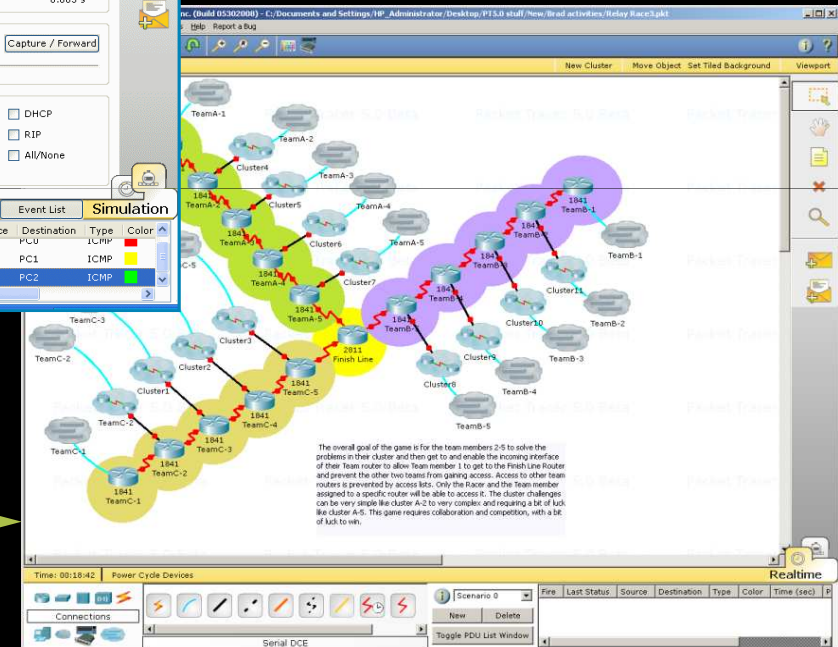 0.005 s
Capture / Forward
DHCP
RIP
All/None
Event List Simulation
Destination Type Color
PC0 ICMP
PC1 ICMP
PC2 ICMP
nc. (Build 05302008) - C:/Documents and Settings/HP_Administrator/Desktop/PT5.0 stuff/New/Brad activities/Relay Race3.pkt
Help Report a Bug
New Cluster Move Object Set Tiled Background Viewport
TeamA-1
TeamA-2
Cluster4
TeamA-3
1841
TeamA-2
Cluster5
TeamA-4
1841
Cluster6
TeamA-5
1841
TeamA-4
Cluster7
1841
TeamA-5
1841
TeamB-1
TeamB-1
1841
1841
Cluster11
1841
TeamB-2
Cluster10
1841
TeamB-3
2811
Finish Line
Cluster9
TeamB-4
Cluster8
TeamB-5
C-5
TeamC-3
Cluster3
TeamC-2
Cluster2
1841
TeamC-5
Cluster1
1841
TeamC-4
TeamC-2
1841
TeamC-3
TeamC-1
1841
TeamC-2
1841
TeamC-1
The overall goal of the game is for the team members 2-5 to solve the
problems in their cluster and then get to and enable the incoming interface
of their Team router to allow Team member 1 to get to the Finish Line Router
and prevent the other two teams from gaining access. Access to other team
routers is prevented by access lists. Only the Racer and the Team member
assigned to a specific router will be able to access it. The cluster challenges
can be very simple like cluster A-2 to very complex and requiring a bit of luck
like cluster A-5. This game requires collaboration and competition, with a bit
of luck to win.
Time: 00:18:42 Power Cycle Devices Realtime
Connections
Serial DCE
Scenario 0
New Delete
Toggle PDU List Window
Fire Last Status Source Destination Type Color Time (sec) P